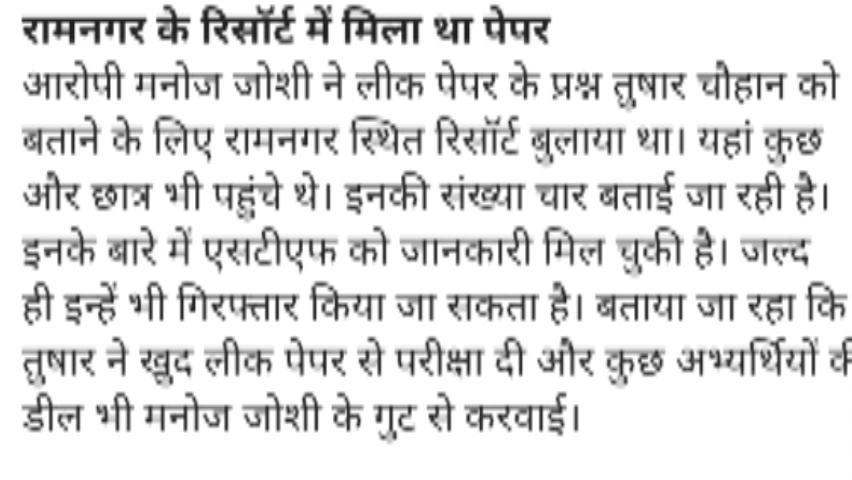 रामनगर के रिसॉर्ट में मिला था पेपर
आरोपी मनोज जोशी ने लीक पेपर के प्रश्न तुषार चौहान को
बताने के लिए रामनगर स्थित रिसॉर्ट बुलाया था। यहां कुछ
और छात्र भी पहुंचे थे। इनकी संख्या चार बताई जा रही है।
इनके बारे में एसटीएफ को जानकारी मिल चुकी है। जल्द
ही इन्हें भी गिरफ्तार किया जा सकता है। बताया जा रहा कि
तुषार ने खुद लीक पेपर से परीक्षा दी और कुछ अभ्यर्थियों की
डील भी मनोज जोशी के गुट से करवाई।